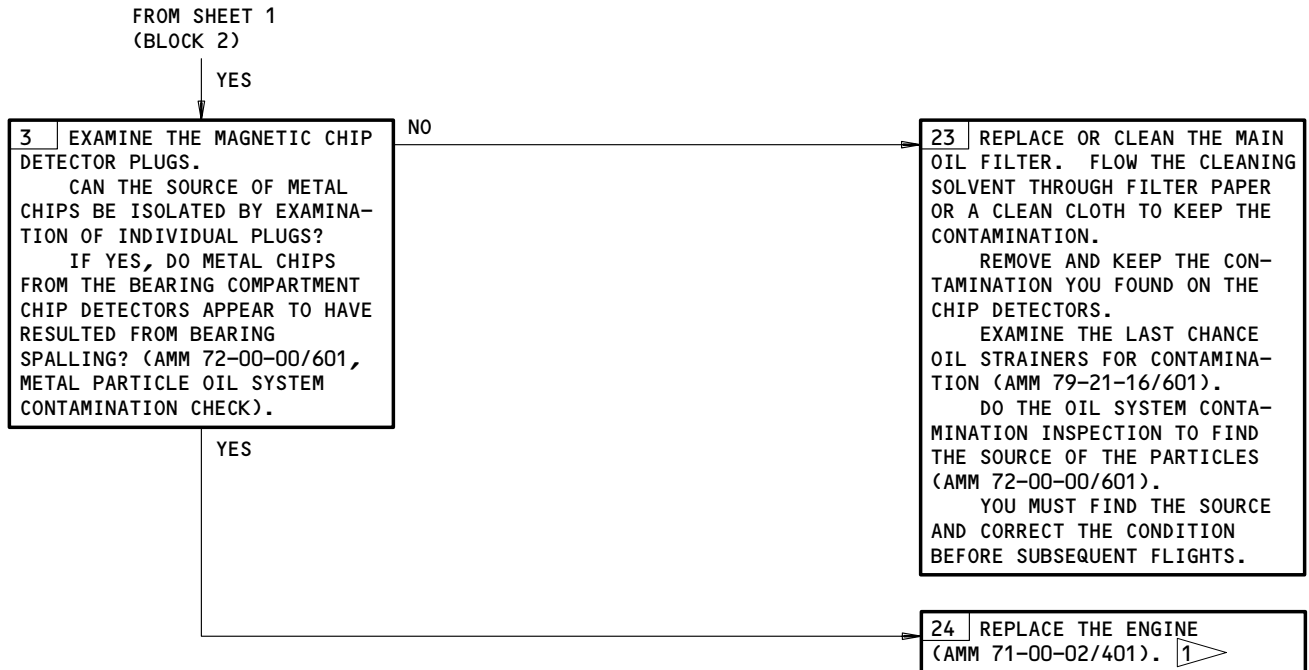 FROM SHEET 1
(BLOCK 2)
YES
3 EXAMINE THE MAGNETIC CHIP
DETECTOR PLUGS.
CAN THE SOURCE OF METAL
CHIPS BE ISOLATED BY EXAMINA-
TION OF INDIVIDUAL PLUGS?
IF YES, DO METAL CHIPS
FROM THE BEARING COMPARTMENT
CHIP DETECTORS APPEAR TO HAVE
RESULTED FROM BEARING
SPALLING? (AMM 72-00-00/601,
METAL PARTICLE OIL SYSTEM
CONTAMINATION CHECK).
NO
23 REPLACE OR CLEAN THE MAIN
OIL FILTER. FLOW THE CLEANING
SOLVENT THROUGH FILTER PAPER
OR A CLEAN CLOTH TO KEEP THE
CONTAMINATION.
REMOVE AND KEEP THE CON-
TAMINATION YOU FOUND ON THE
CHIP DETECTORS.
EXAMINE THE LAST CHANCE
OIL STRAINERS FOR CONTAMINA-
TION (AMM 79-21-16/601).
DO THE OIL SYSTEM CONTA-
MINATION INSPECTION TO FIND
THE SOURCE OF THE PARTICLES
(AMM 72-00-00/601).
YOU MUST FIND THE SOURCE
AND CORRECT THE CONDITION
BEFORE SUBSEQUENT FLIGHTS.
YES
24 REPLACE THE ENGINE
(AMM 71-00-02/401). 1